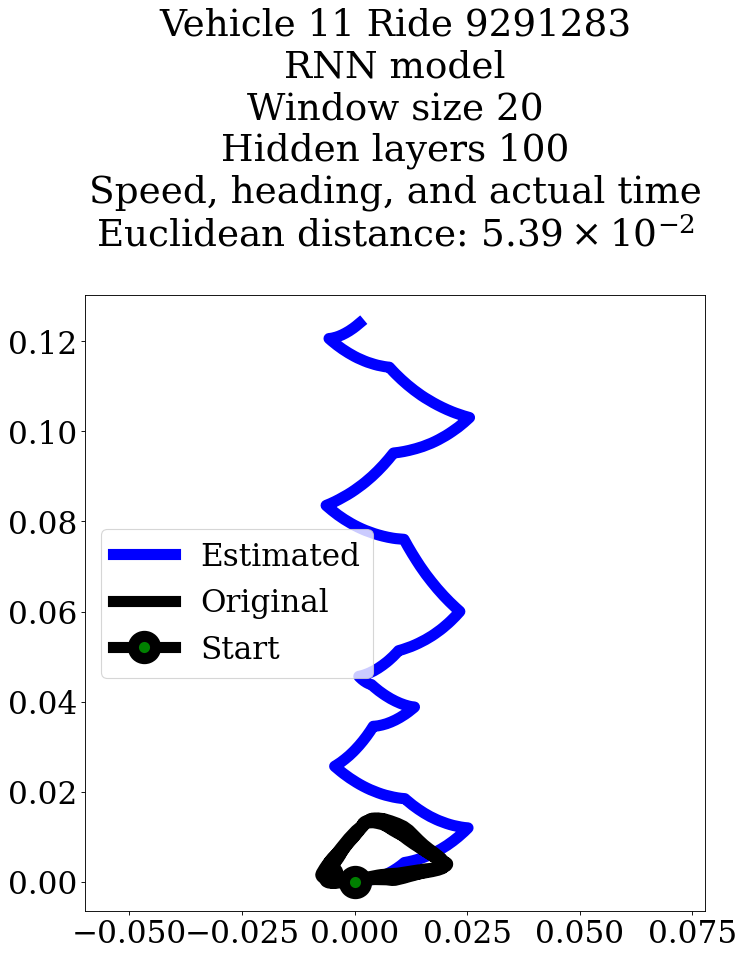 Vehicle 11 Ride 9291283
RNN model
Window size 20
Hidden layers 100
Speed, heading, and actual time
Euclidean distance: 5.39 × 10⁻²
0.12
0.10
0.08
0.06
0.04
0.02
0.00
Estimated
Original
Start
−0.050 −0.025 0.000 0.025 0.050 0.075